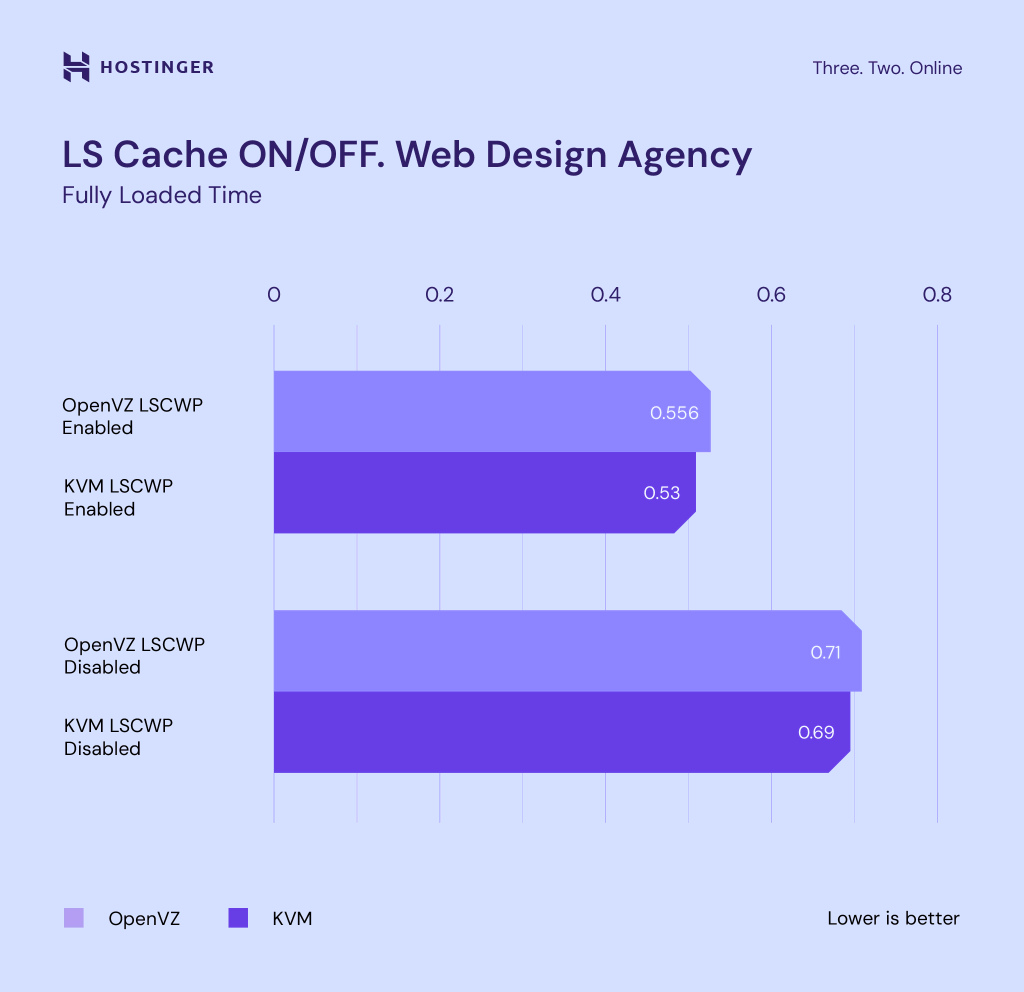 HOSTINGER
Three. Two. Online
LS Cache ON/OFF. Web Design Agency
Fully Loaded Time
0 0.2 0.4 0.6 0.8
OpenVZ LSCWP
Enabled
0.556
KVM LSCWP
Enabled
0.53
OpenVZ LSCWP
Disabled
0.71
KVM LSCWP
Disabled
0.69
OpenVZ
KVM
Lower is better